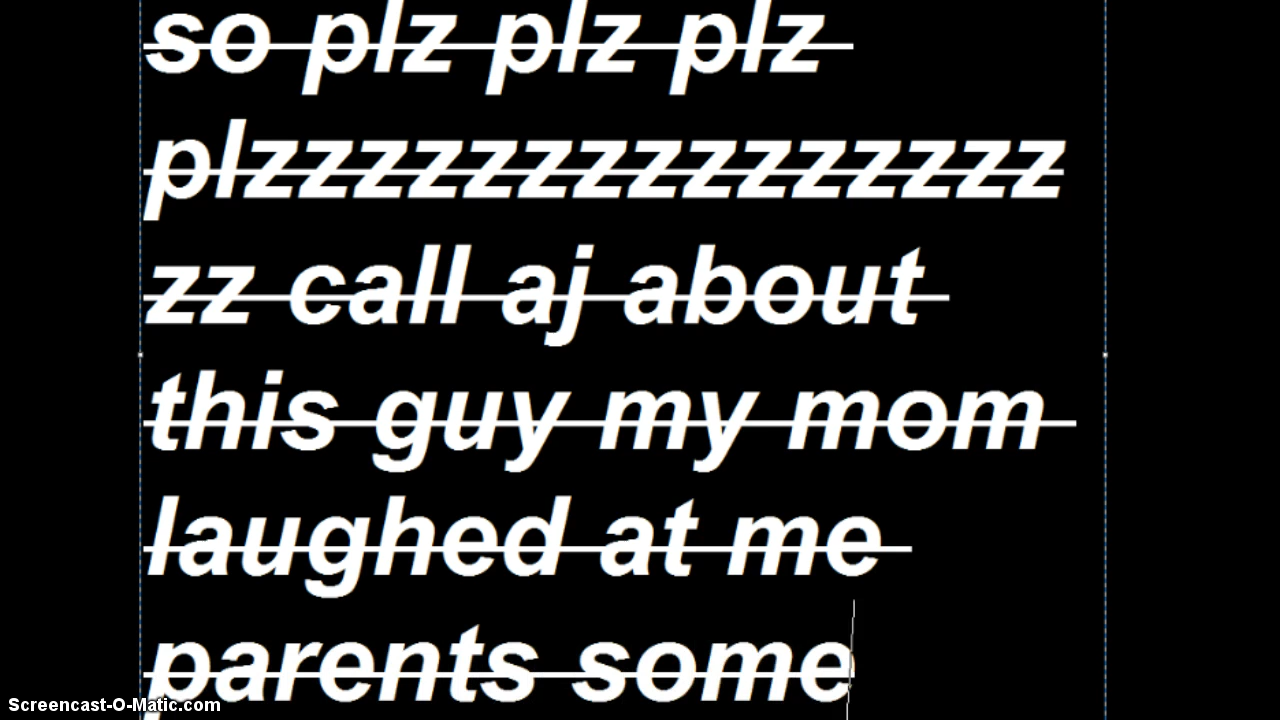 so plz plz plz
plzzzzzzzzzzzzzzz
zz call aj about
this guy my mom
laughed at me
parents some
Screencast-O-Matic.com